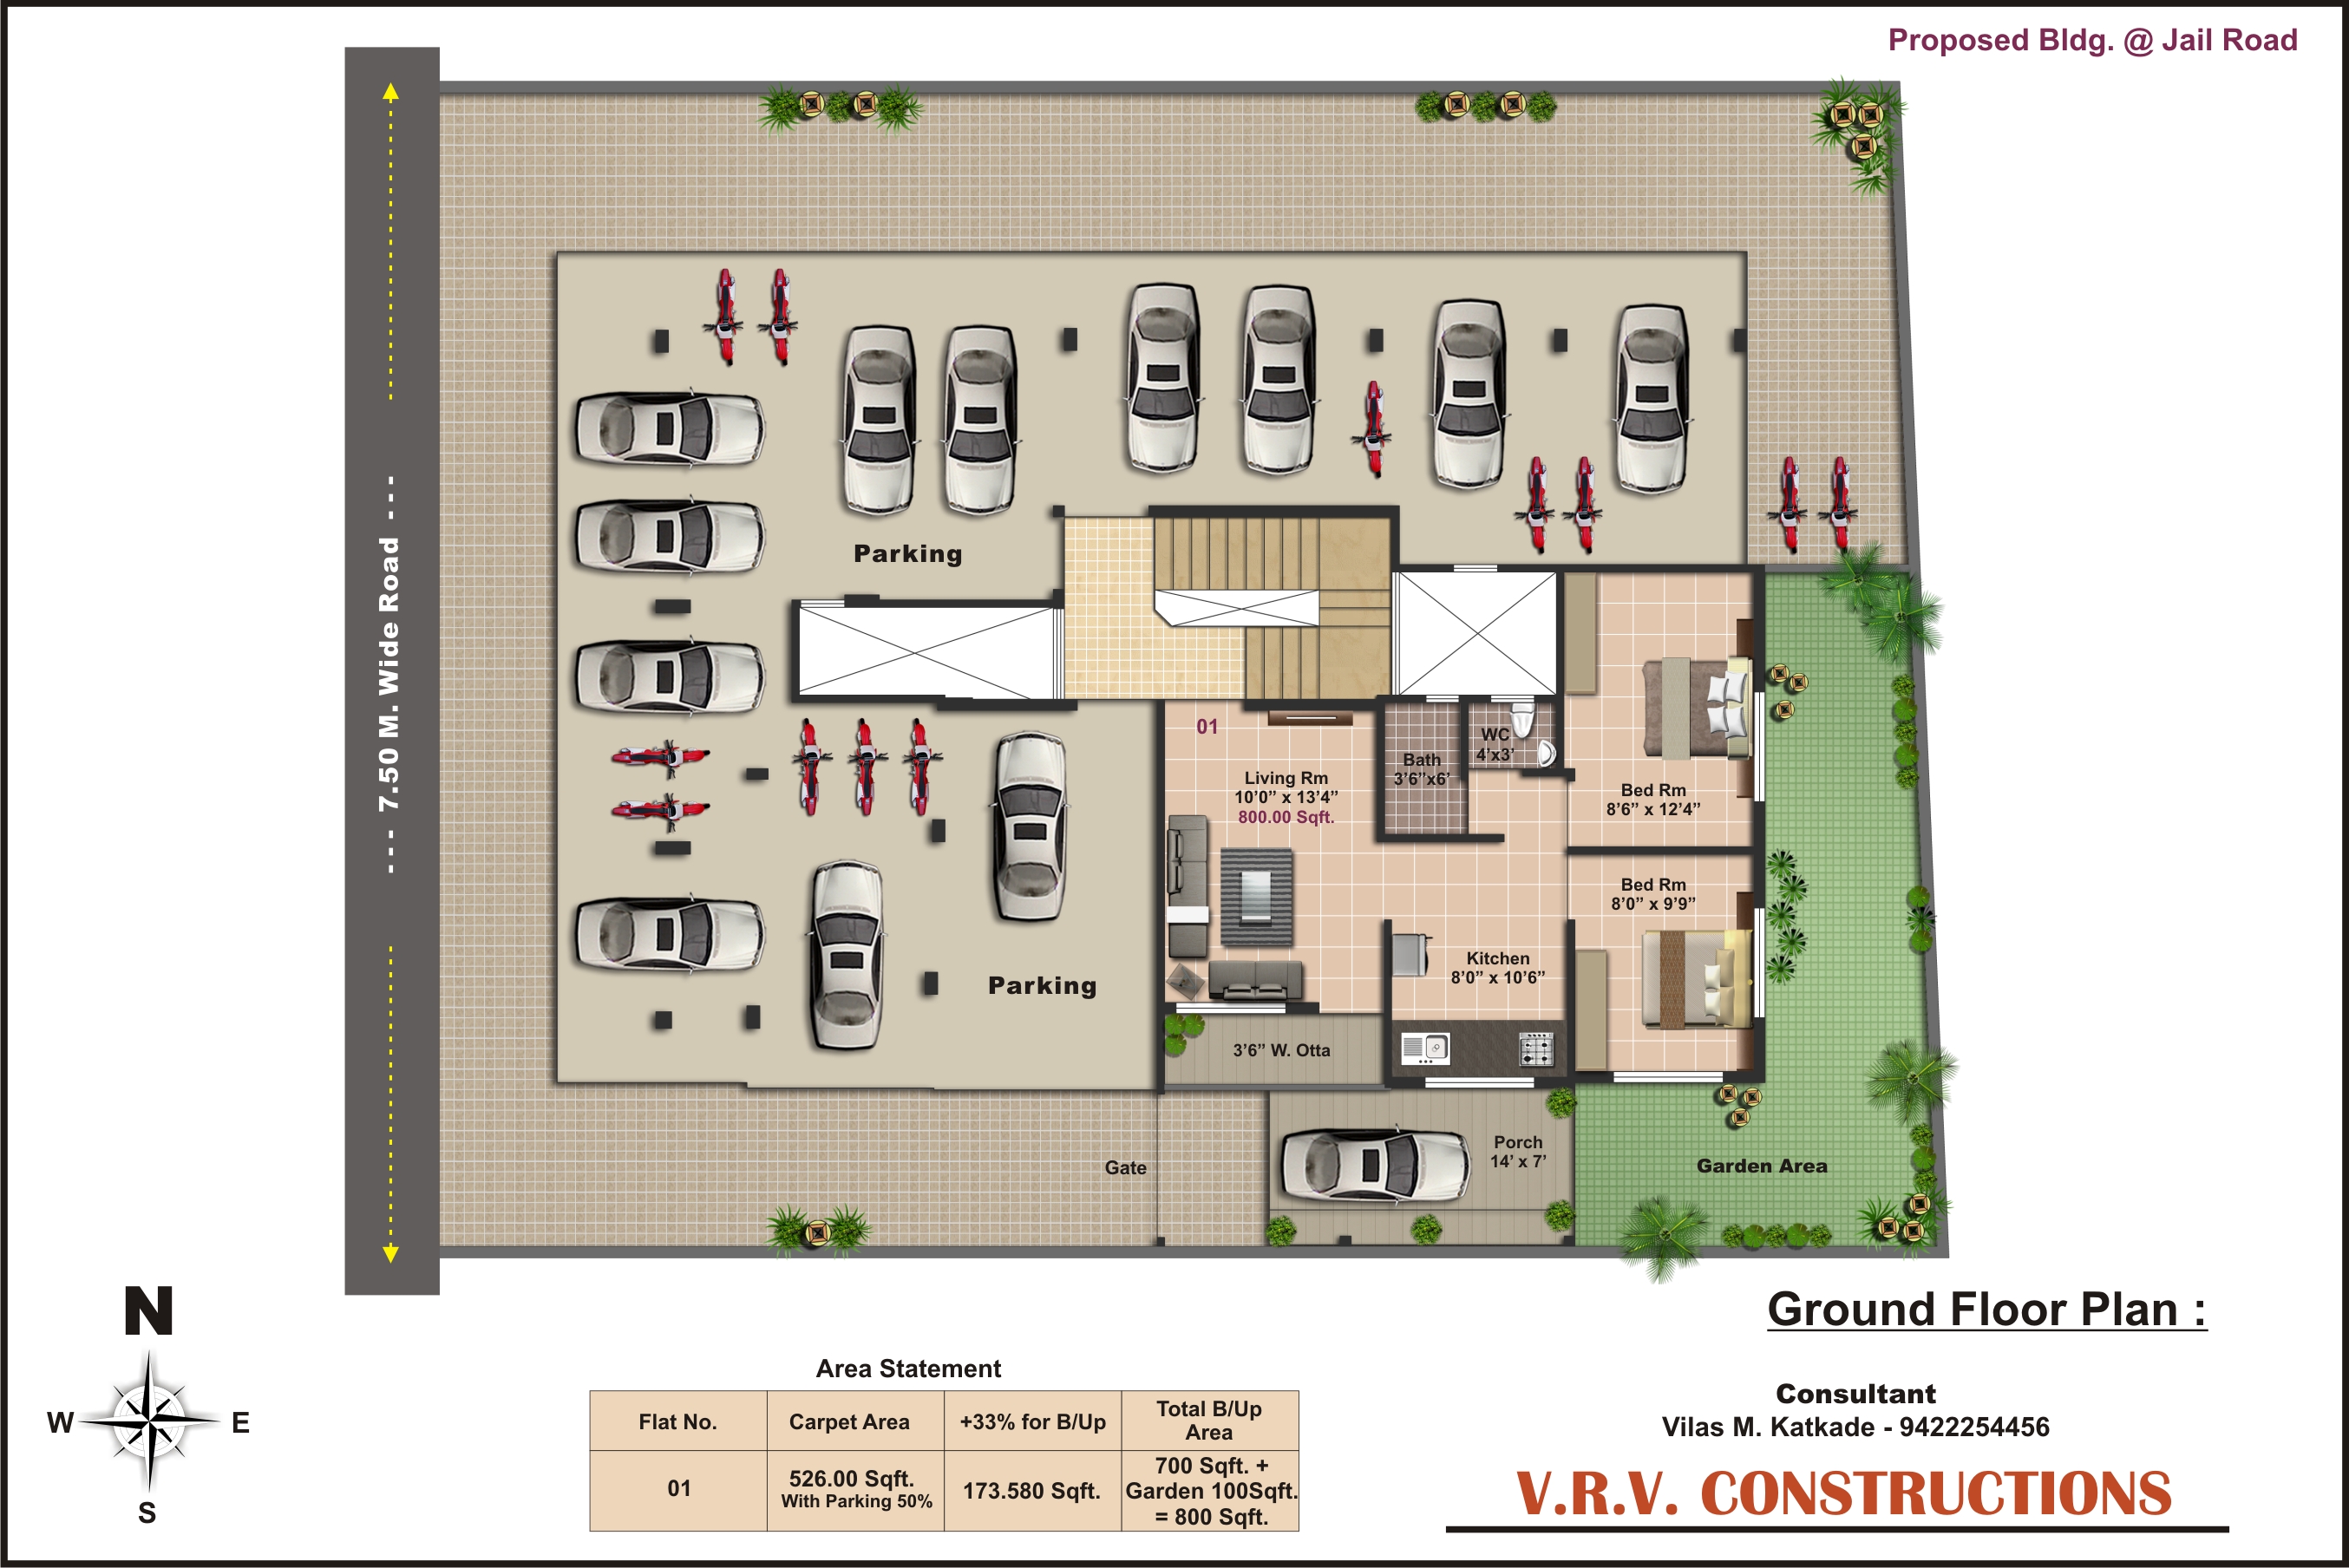 Proposed Bldg. @ Jail Road
---- 7.50 M. Wide Road ---
Parking
01
WC
4’x3’
Bath
3’6”x6’
Living Rm
10’0” x 13’4”
800.00 Sqft.
Bed Rm
8’6” x 12’4”
Bed Rm
8’0” x 9’9”
Kitchen
8’0” x 10’6”
Parking
3’6” W. Otta
Porch
14’ x 7’
Gate
Garden Area
N
W
E
S
Ground Floor Plan :
Area Statement
Flat No.
Carpet Area
+33% for B/Up
Total B/Up
Area
01
526.00 Sqft.
With Parking 50%
173.580 Sqft.
700 Sqft. +
Garden 100Sqft.
= 800 Sqft.
Consultant
Vilas M. Katkade - 9422254456
V.R.V. CONSTRUCTIONS